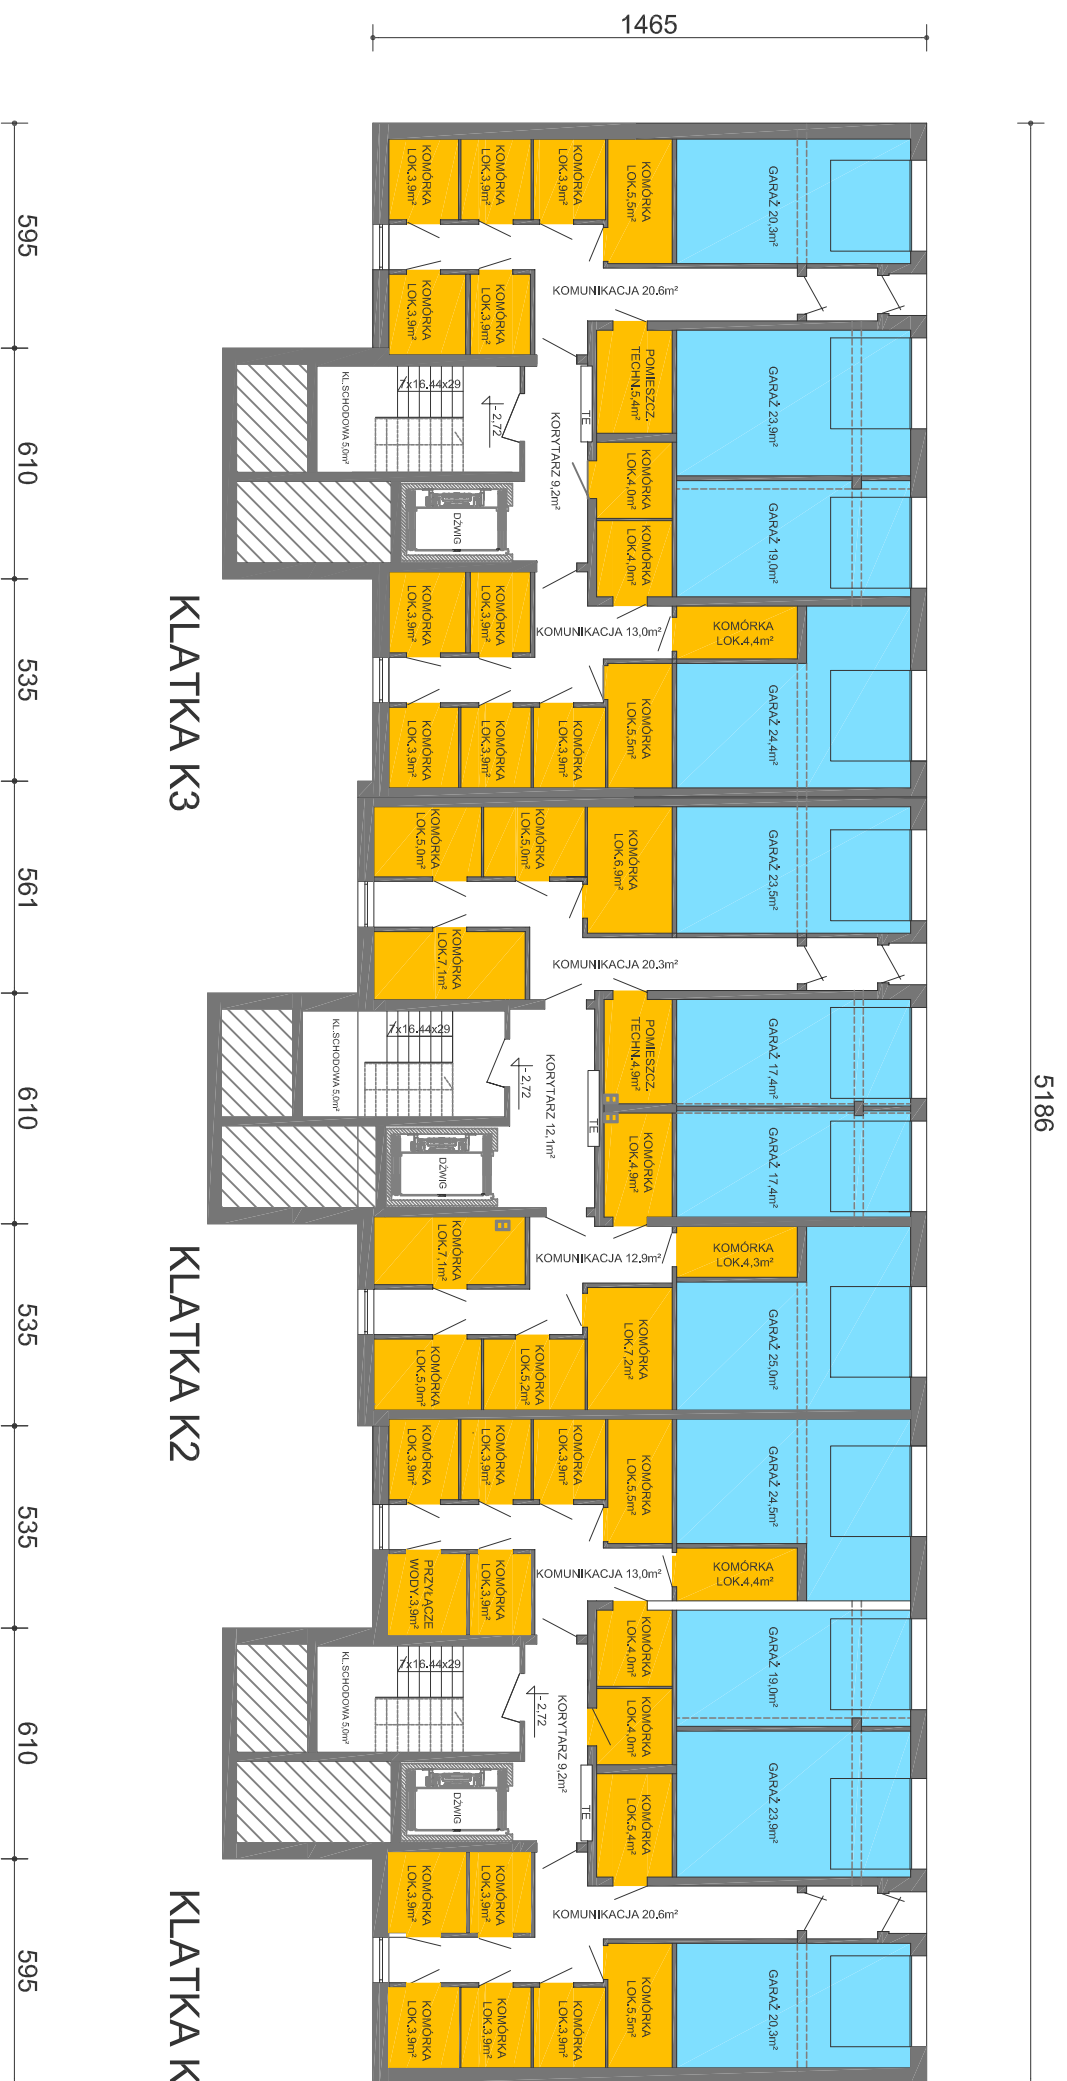 1465
5186
595
610
535
561
610
535
535
610
595
KLATKA K3
KLATKA K2
KLATKA K
KOMÓRKA
LOK.3,9m²
KOMÓRKA
LOK.3,9m²
KOMÓRKA
LOK.3,9m²
KOMÓRKA
LOK.5,5m²
GARAŻ 20,3m²
KOMUNIKACJA 20.6m²
KOMÓRKA
LOK.3,9m²
KOMÓRKA
LOK.3,9m²
POMIESZCZ.
TECHN.5,4m²
GARAŻ 23,9m²
KL.SCHODOWA 5.0m²
7x16.44x29
- 2,72
TE
KORYTARZ 9,2m²
KOMÓRKA
LOK.4,0m²
GARAŻ 19,0m²
DŹWIG
KOMÓRKA
LOK.4,0m²
KOMÓRKA
LOK.3,9m²
KOMÓRKA
LOK.3,9m²
KOMUNIKACJA 13,0m²
KOMÓRKA
LOK.4,4m²
KOMÓRKA
LOK.3,9m²
KOMÓRKA
LOK.3,9m²
KOMÓRKA
LOK.3,9m²
KOMÓRKA
LOK.5,5m²
GARAŻ 24,4m²
KOMÓRKA
LOK.5,0m²
KOMÓRKA
LOK.5,0m²
KOMÓRKA
LOK.6,9m²
GARAŻ 23,5m²
KOMÓRKA
LOK.7,1m²
KOMUNIKACJA 20.3m²
POMIESZCZ.
TECHN.4,9m²
GARAŻ 17,4m²
KL.SCHODOWA 5.0m²
7x16.44x29
- 2,72
KORYTARZ 12,1m²
TE
KOMÓRKA
LOK.4,9m²
GARAŻ 17,4m²
DŹWIG
KOMÓRKA
LOK.7,1m²
KOMUNIKACJA 12.9m²
KOMÓRKA
LOK.4,3m²
KOMÓRKA
LOK.5,0m²
KOMÓRKA
LOK.5,2m²
KOMÓRKA
LOK.7,2m²
GARAŻ 25,0m²
KOMÓRKA
LOK.3,9m²
KOMÓRKA
LOK.3,9m²
KOMÓRKA
LOK.3,9m²
KOMÓRKA
LOK.5,5m²
GARAŻ 24,5m²
PRZYŁĄCZE
WODY.3,9m²
KOMÓRKA
LOK.3,9m²
KOMUNIKACJA 13,0m²
KOMÓRKA
LOK.4,4m²
KOMÓRKA
LOK.4,0m²
GARAŻ 19,0m²
KL.SCHODOWA 5.0m²
7x16.44x29
- 2,72
KORYTARZ 9,2m²
KOMÓRKA
LOK.4,0m²
DŹWIG
TE
KOMÓRKA
LOK.5,4m²
GARAŻ 23,9m²
KOMÓRKA
LOK.3,9m²
KOMÓRKA
LOK.3,9m²
KOMUNIKACJA 20.6m²
KOMÓRKA
LOK.3,9m²
KOMÓRKA
LOK.3,9m²
KOMÓRKA
LOK.3,9m²
KOMÓRKA
LOK.5,5m²
GARAŻ 20,3m²